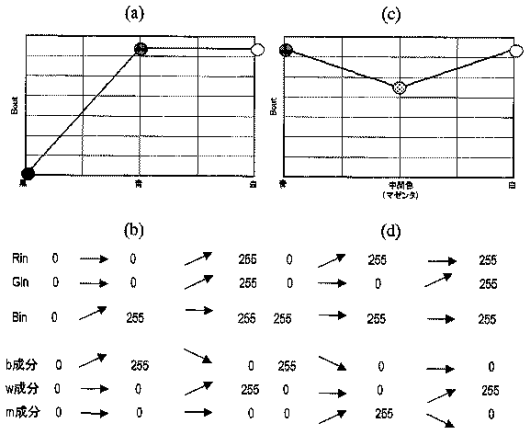 (a) (c)
Bout Bout
黒 青 白 青 中間色 白
(マゼンタ)
(b) (d)
Rin 0 → 0 ↗ 255 0 ↗ 255 → 255
Gin 0 → 0 ↗ 255 0 → 0 ↗ 255
Bin 0 ↗ 255 → 255 255 → 255 → 255
b成分 0 ↗ 255 ↘ 0 255 ↘ 0 → 0
w成分 0 → 0 ↗ 255 0 → 0 ↗ 255
m成分 0 → 0 → 0 0 ↗ 255 ↘ 0